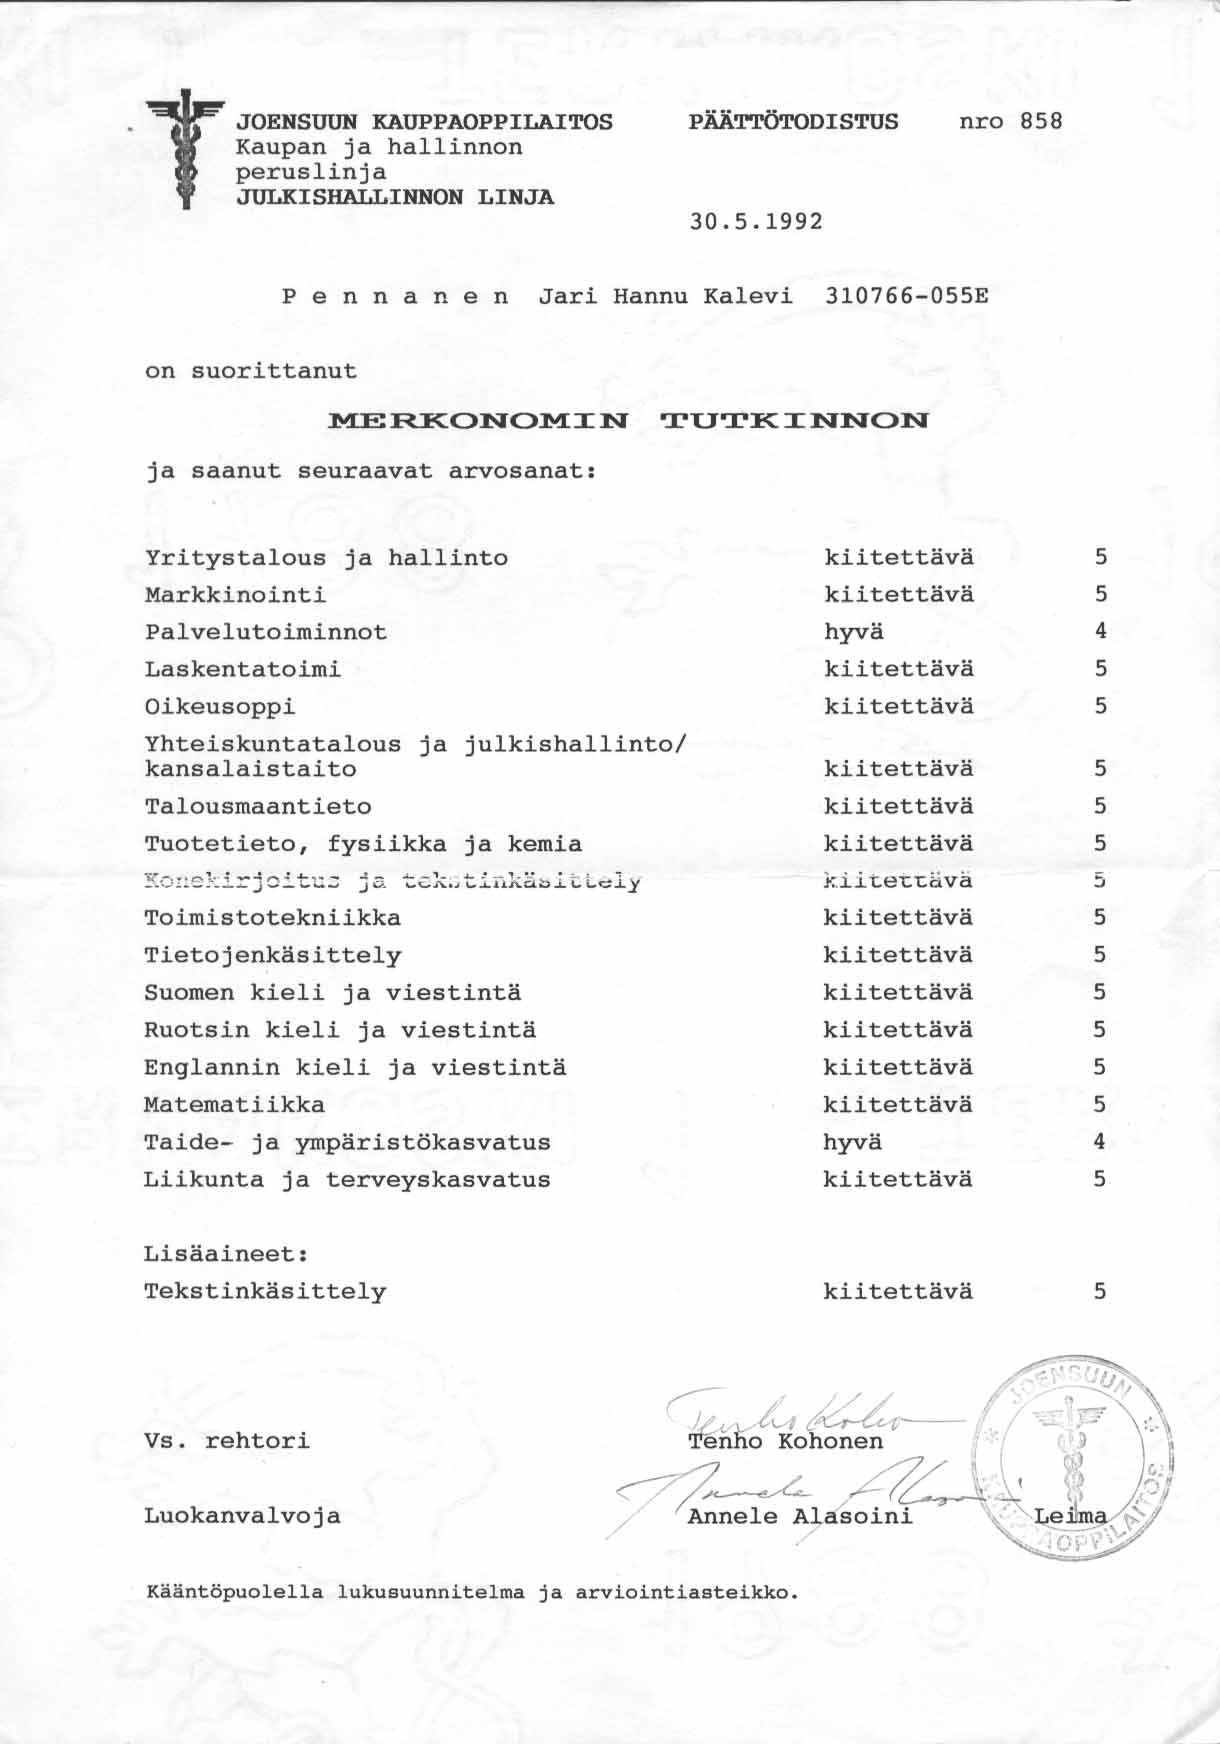 JOENSUUN KAUPPAOPPILAITOS PÄÄTTÖTODISTUS nro 858
Kaupan ja hallinnon
peruslinja
JULKISHALLINNON LINJA
30.5.1992
P e n n a n e n Jari Hannu Kalevi 310766-055E
on suorittanut
MERKONOMIN TUTKINNON
ja saanut seuraavat arvosanat:
Yritystalous ja hallinto kiitettävä 5
Markkinointi kiitettävä 5
Palvelutoiminnot hyvä 4
Laskentatoimi kiitettävä 5
Oikeusoppi kiitettävä 5
Yhteiskuntatalous ja julkishallinto/
kansalaistaito kiitettävä 5
Talousmaantieto kiitettävä 5
Tuotetieto, fysiikka ja kemia kiitettävä 5
Konekirjoitus ja tekstinkäsittely kiitettävä 5
Toimistotekniikka kiitettävä 5
Tietojenkäsittely kiitettävä 5
Suomen kieli ja viestintä kiitettävä 5
Ruotsin kieli ja viestintä kiitettävä 5
Englannin kieli ja viestintä kiitettävä 5
Matematiikka kiitettävä 5
Taide- ja ympäristökasvatus hyvä 4
Liikunta ja terveyskasvatus kiitettävä 5
Lisäaineet:
Tekstinkäsittely kiitettävä 5
Tenho Kohonen
Vs. rehtori Tenho Kohonen
Annele Alasoini
Luokanvalvoja Annele Alasoini Leima
JOENSUUN * KAUPPAOPPILAITOS *
Kääntöpuolella lukusuunnitelma ja arviointiasteikko.